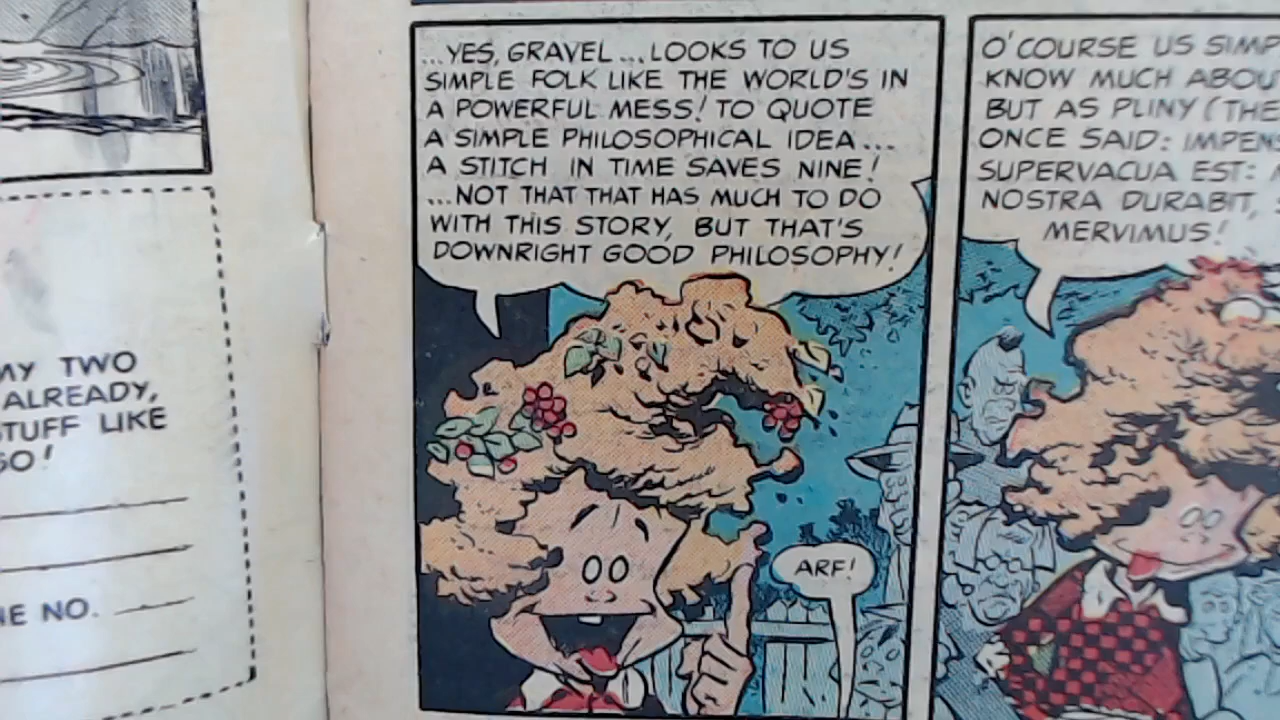 MY TWO
ALREADY,
STUFF LIKE
GO!
NE NO.
...YES, GRAVEL...LOOKS TO US
SIMPLE FOLK LIKE THE WORLD'S IN
A POWERFUL MESS! TO QUOTE
A SIMPLE PHILOSOPHICAL IDEA...
A STITCH IN TIME SAVES NINE!
...NOT THAT THAT HAS MUCH TO DO
WITH THIS STORY, BUT THAT'S
DOWNRIGHT GOOD PHILOSOPHY!
ARF!
O'COURSE US SIMP
KNOW MUCH ABOU
BUT AS PLINY (THE
ONCE SAID: IMPENS
SUPERVACUA EST:
NOSTRA DURABIT,
MERVIMUS!